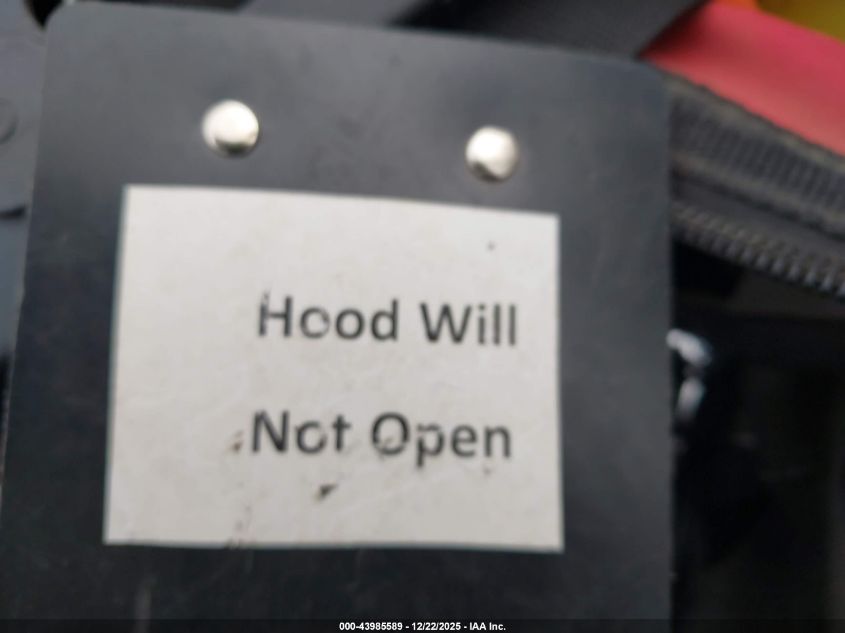 Hood Will
Not Open
000-43985589 - 12/22/2025 - IAA Inc.